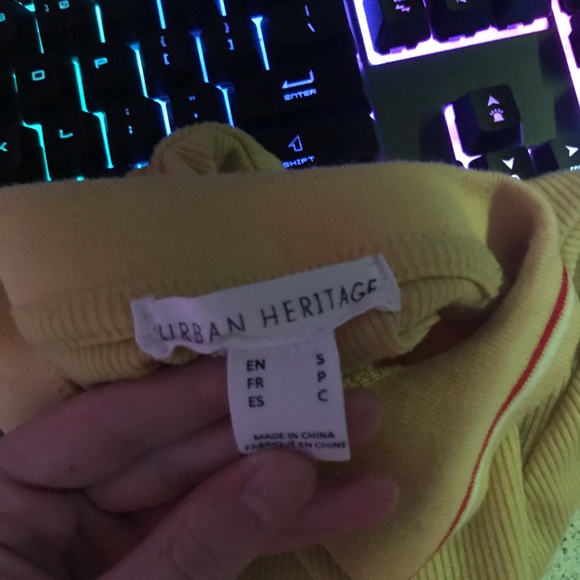 O
P
[
]
\
ENTER
K
L
SHIFT
URBAN HERITAGE
EN S
FR P
ES C
MADE IN CHINA
FABRIQUÉ EN CHINE